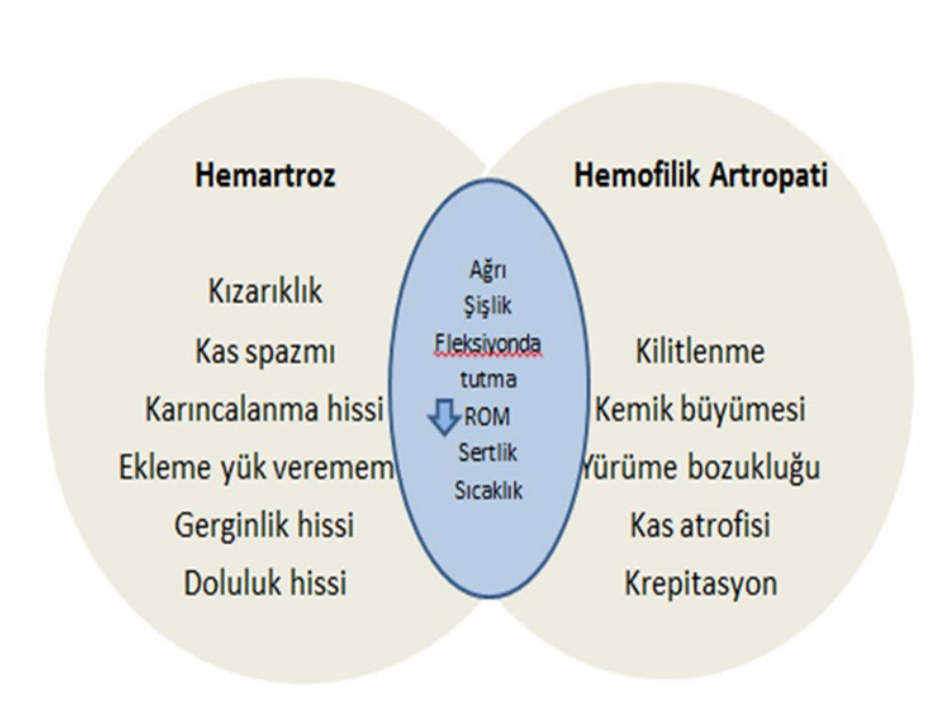 Hemartroz
Kızarıklık
Kas spazmı
Karıncalanma hissi
Ekleme yük verememe
Gerginlik hissi
Doluluk hissi
Ağrı
Şişlik
Fleksiyonda
tutma
ROM
Sertlik
Sıcaklık
Hemofilik Artropati
Kilitlenme
Kemik büyümesi
Yürüme bozukluğu
Kas atrofisi
Krepitasyon